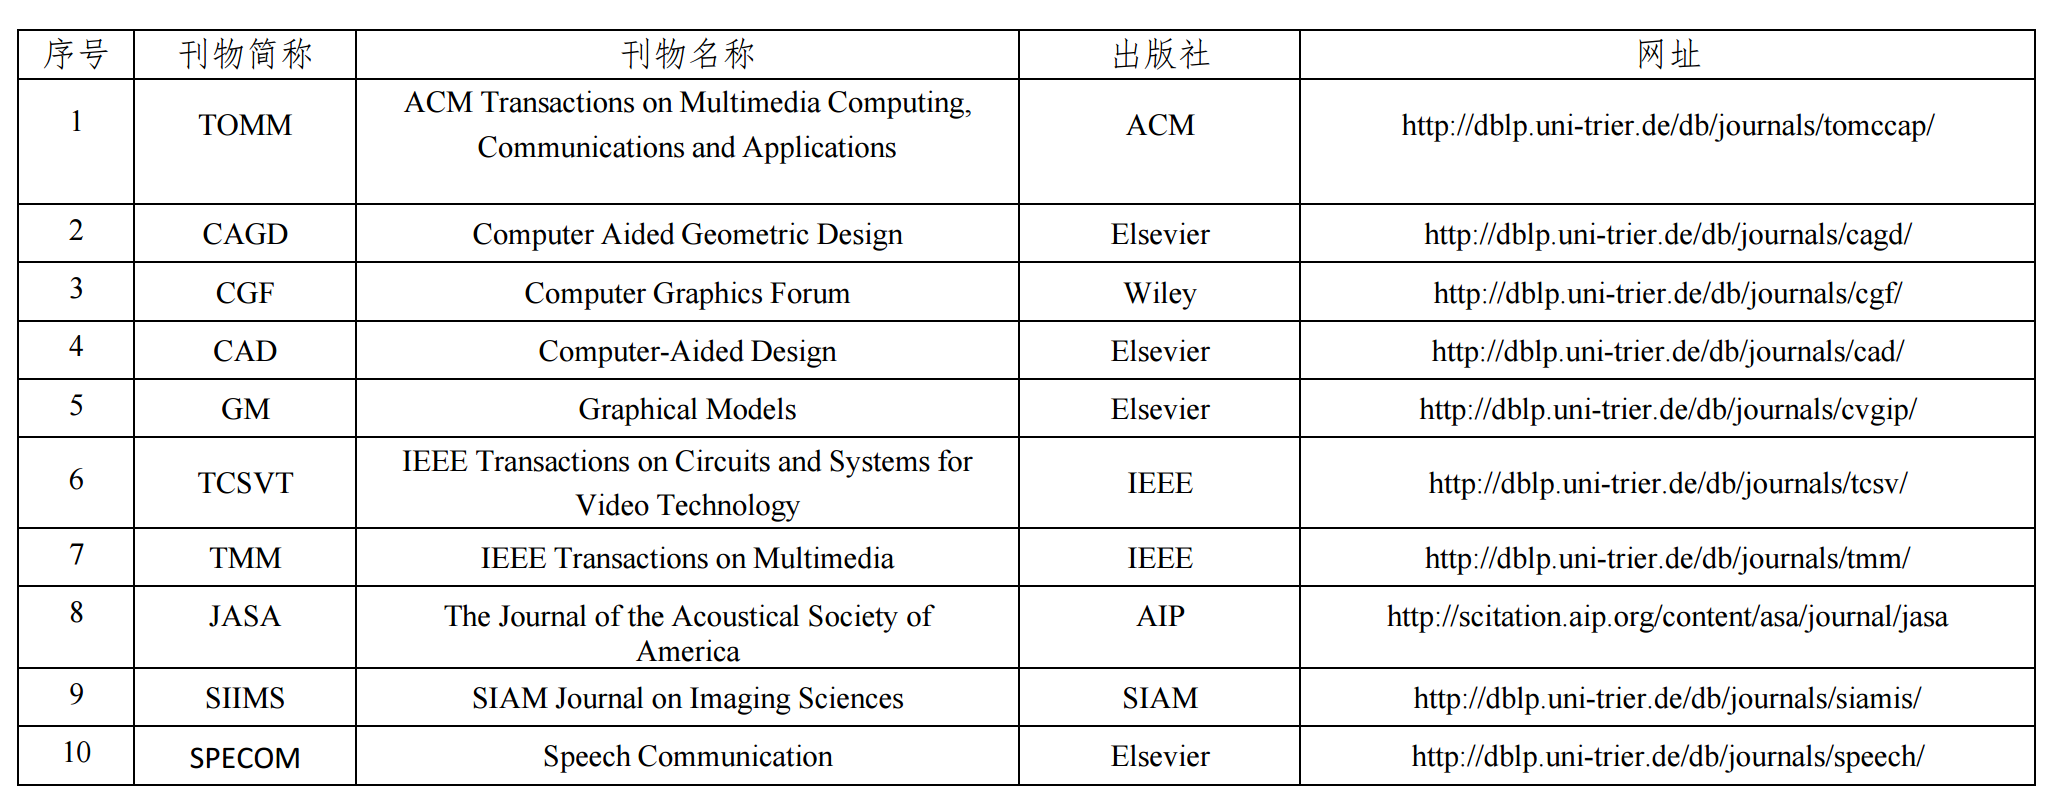 序号 刊物简称 刊物名称 出版社 网址
1 TOMM ACM Transactions on Multimedia Computing, ACM http://dblp.uni-trier.de/db/journals/tomccap/
Communications and Applications
2 CAGD Computer Aided Geometric Design Elsevier http://dblp.uni-trier.de/db/journals/cagd/
3 CGF Computer Graphics Forum Wiley http://dblp.uni-trier.de/db/journals/cgf/
4 CAD Computer-Aided Design Elsevier http://dblp.uni-trier.de/db/journals/cad/
5 GM Graphical Models Elsevier http://dblp.uni-trier.de/db/journals/cvgip/
6 TCSVT IEEE Transactions on Circuits and Systems for IEEE http://dblp.uni-trier.de/db/journals/tcsv/
Video Technology
7 TMM IEEE Transactions on Multimedia IEEE http://dblp.uni-trier.de/db/journals/tmm/
8 JASA The Journal of the Acoustical Society of AIP http://scitation.aip.org/content/asa/journal/jasa
America
9 SIIMS SIAM Journal on Imaging Sciences SIAM http://dblp.uni-trier.de/db/journals/siamis/
10 SPECOM Speech Communication Elsevier http://dblp.uni-trier.de/db/journals/speech/